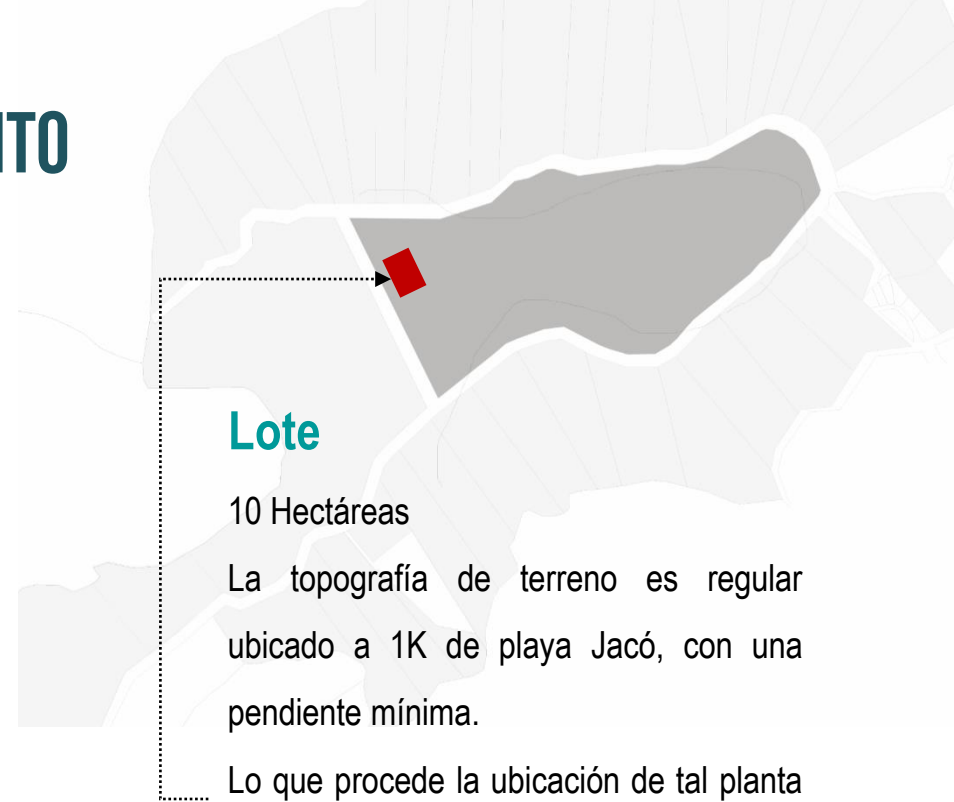 NTO
Lote
10 Hectáreas
La topografía de terreno es regular
ubicado a 1K de playa Jacó, con una
pendiente mínima.
Lo que procede la ubicación de tal planta